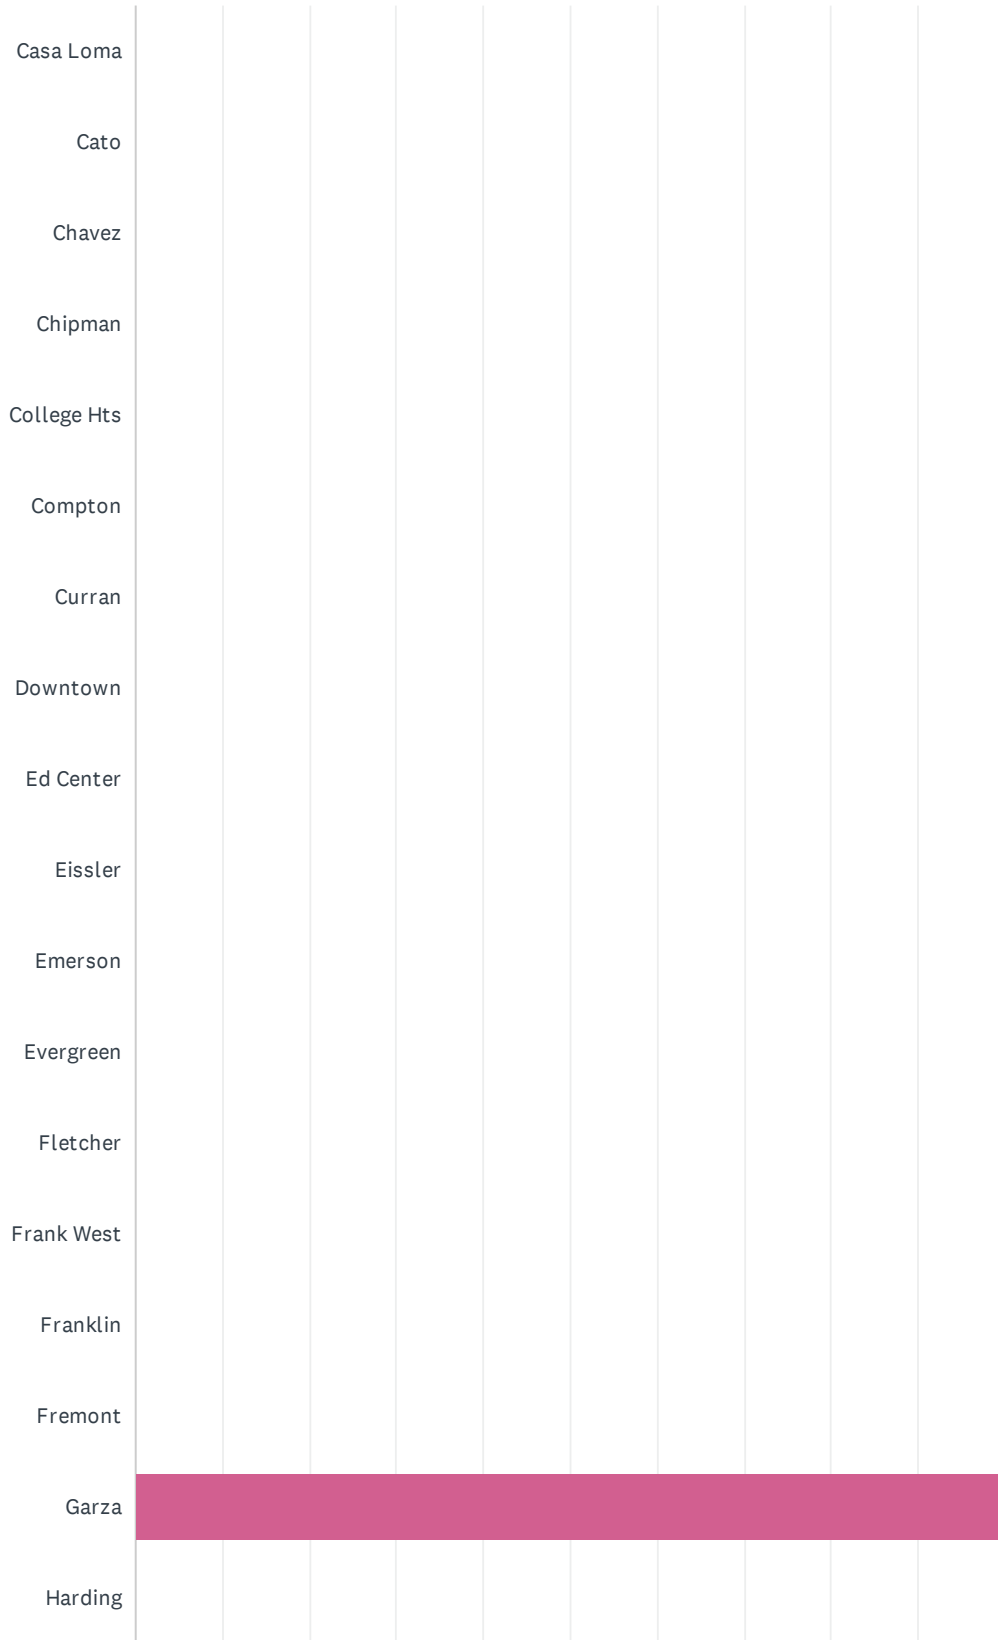 Casa Loma
Cato
Chavez
Chipman
College Hts
Compton
Curran
Downtown
Ed Center
Eissler
Emerson
Evergreen
Fletcher
Frank West
Franklin
Fremont
Garza
Harding